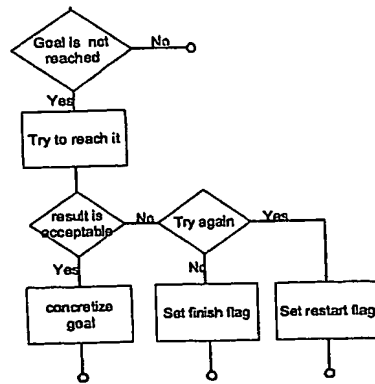 Goal is not
reached
No
Yes
Try to reach it
result is
acceptable
No
Try again
Yes
Yes
No
concretize
goal
Set finish flag
Set restart flag